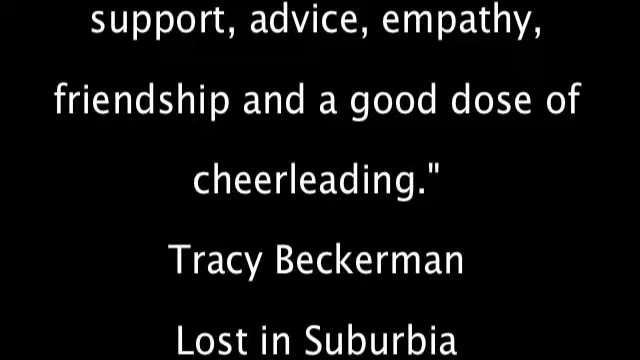 support, advice, empathy,
friendship and a good dose of
cheerleading."
Tracy Beckerman
Lost in Suburbia